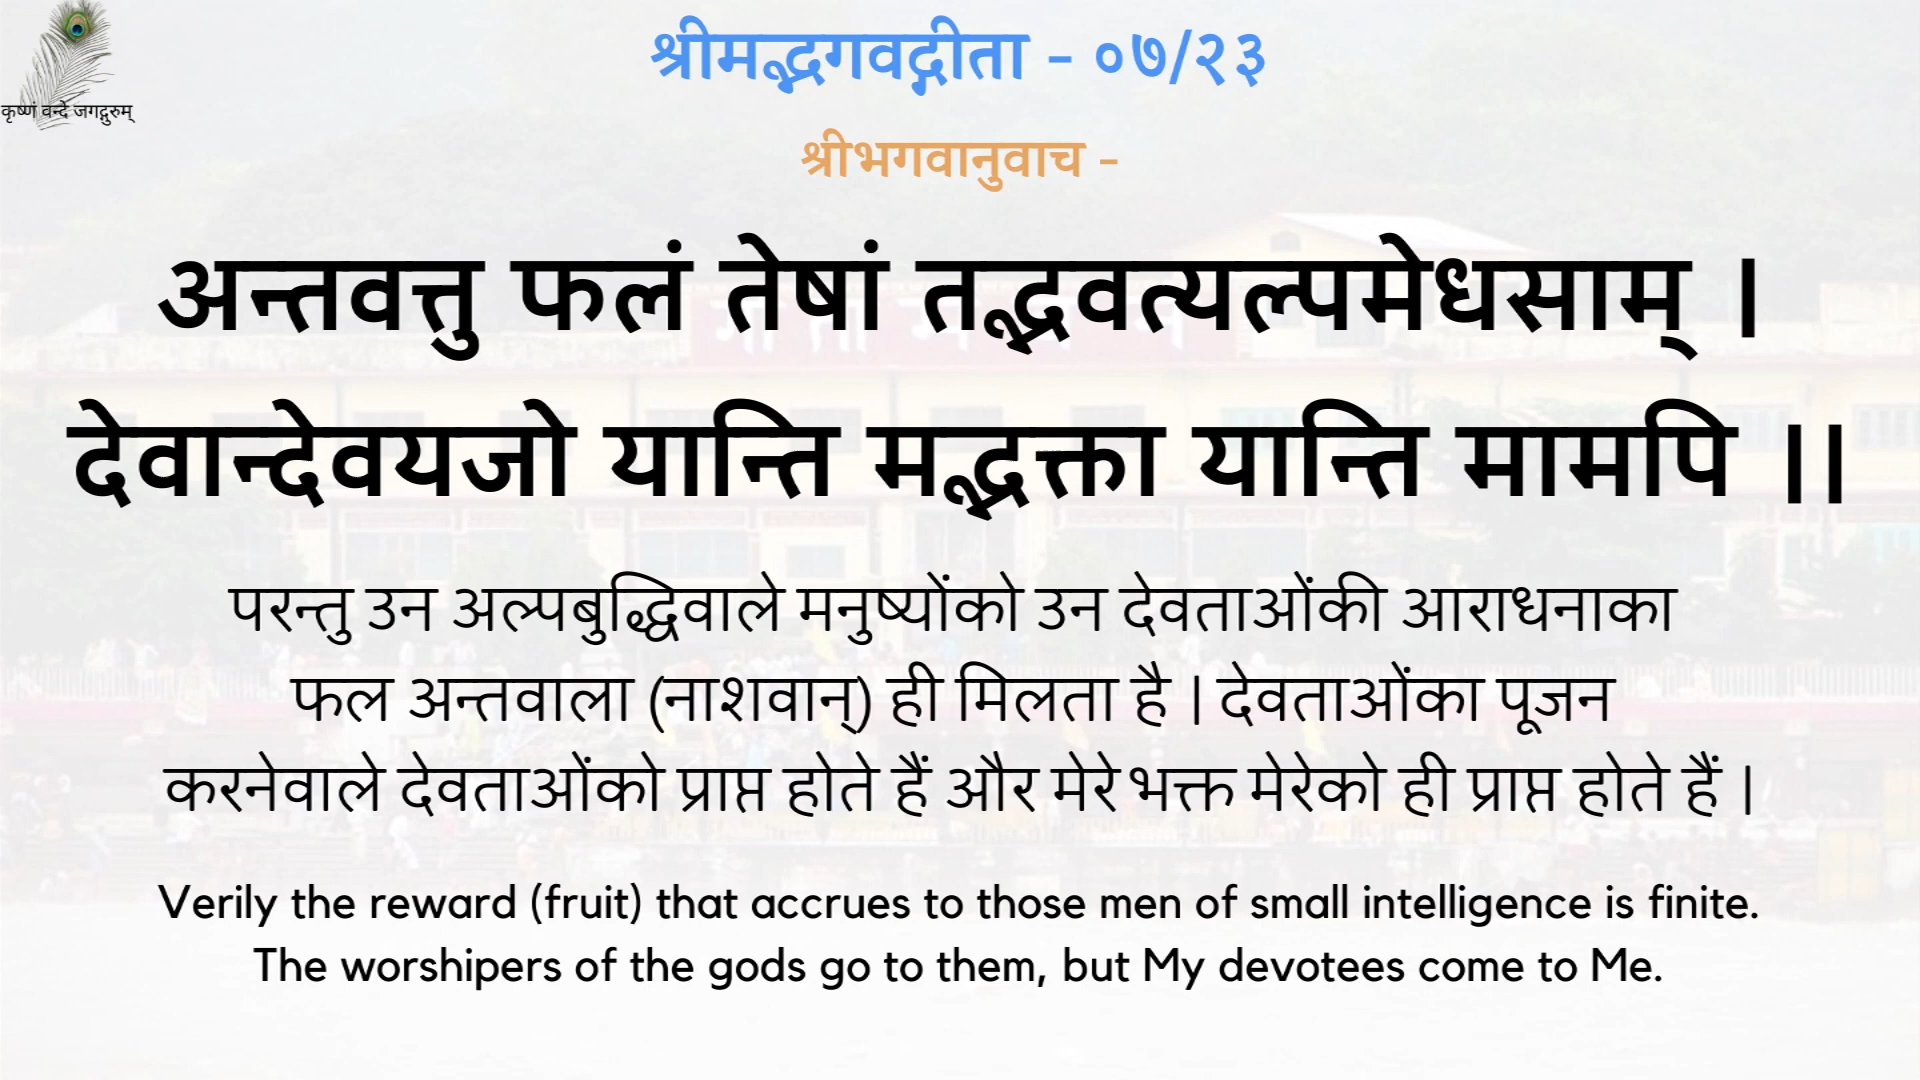 श्रीमद्भगवद्गीता - ०७/२३
कृष्णं वन्दे जगद्गुरुम्
श्रीभगवानुवाच -
अन्तवत्तु फलं तेषां तद्भवत्यल्पमेधसाम् ।
देवान्देवयजो यान्ति मद्भक्ता यान्ति मामपि ।।
परन्तु उन अल्पबुद्धिवाले मनुष्योंको उन देवताओंकी आराधनाका
फल अन्तवाला (नाशवान्) ही मिलता है | देवताओंका पूजन
करनेवाले देवताओंको प्राप्त होते हैं और मेरे भक्त मेरेको ही प्राप्त होते हैं |
Verily the reward (fruit) that accrues to those men of small intelligence is finite.
The worshipers of the gods go to them, but My devotees come to Me.